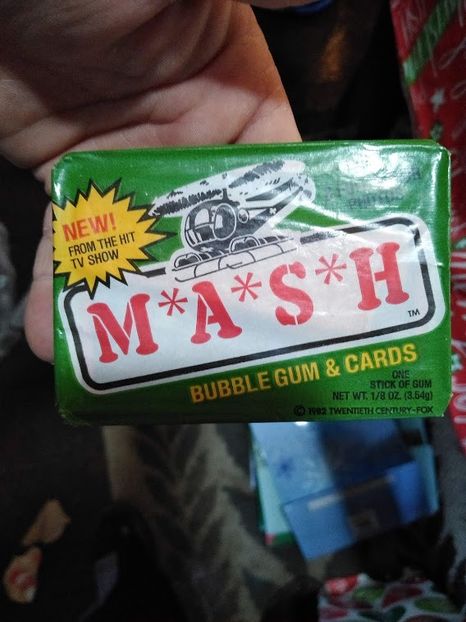 NEW!
FROM THE HIT
TV SHOW
M*A*S*H
TM
BUBBLE GUM & CARDS
ONE
STICK OF GUM
NET WT. 1/8 OZ. (3.54g)
© 1982 TWENTIETH CENTURY-FOX